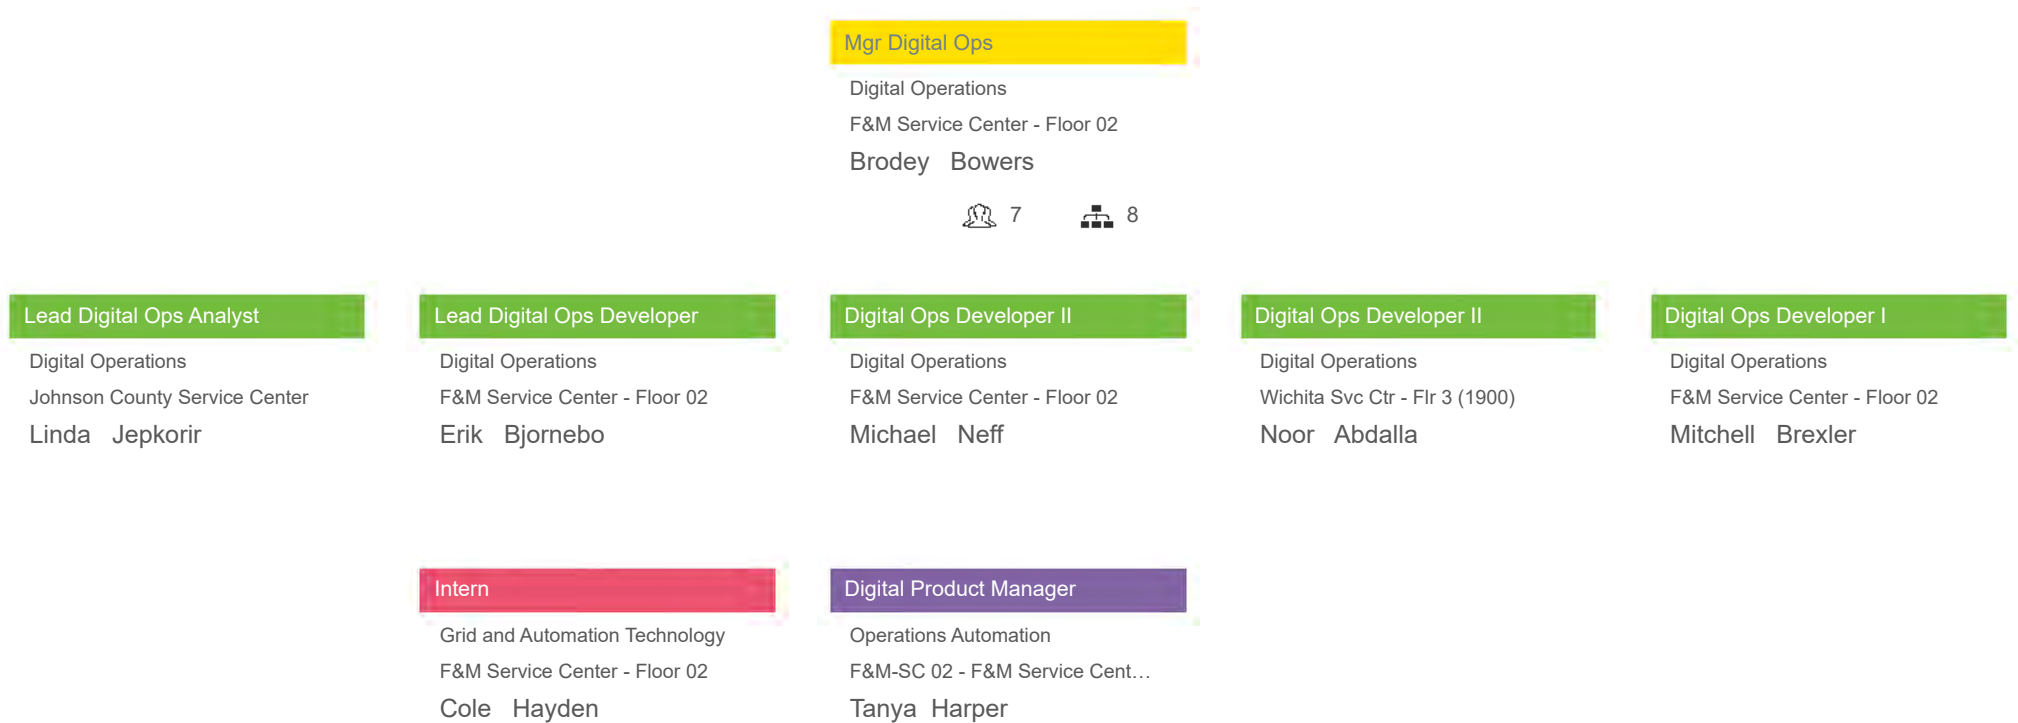 Mgr Digital Ops
Digital Operations
F&M Service Center - Floor 02
Brodey Bowers
7 8
Lead Digital Ops Analyst
Digital Operations
Johnson County Service Center
Linda Jepkorir
Lead Digital Ops Developer
Digital Operations
F&M Service Center - Floor 02
Erik Bjornebo
Digital Ops Developer II
Digital Operations
F&M Service Center - Floor 02
Michael Neff
Digital Ops Developer II
Digital Operations
Wichita Svc Ctr - Flr 3 (1900)
Noor Abdalla
Digital Ops Developer I
Digital Operations
F&M Service Center - Floor 02
Mitchell Brexler
Intern
Grid and Automation Technology
F&M Service Center - Floor 02
Cole Hayden
Digital Product Manager
Operations Automation
F&M-SC 02 - F&M Service Cent…
Tanya Harper